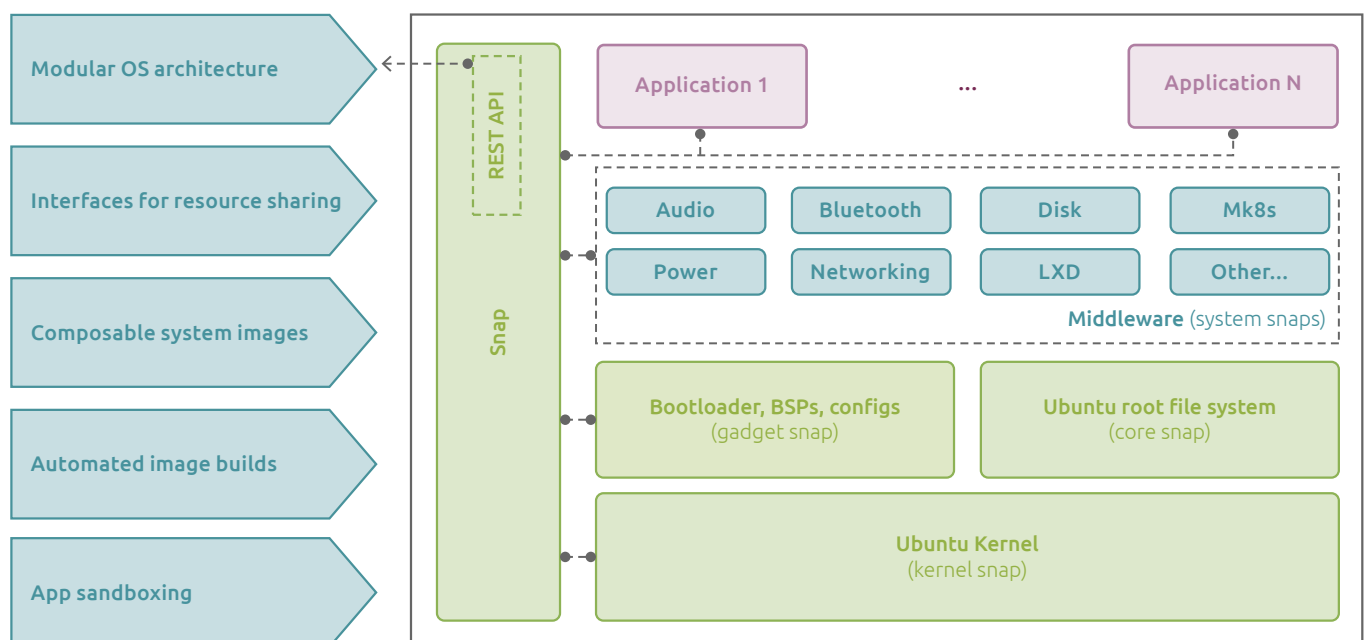 Modular OS architecture
Interfaces for resource sharing
Composable system images
Automated image builds
App sandboxing
REST API
Snap
Application 1
...
Application N
Audio
Bluetooth
Disk
Mk8s
Power
Networking
LXD
Other...
Middleware (system snaps)
Bootloader, BSPs, configs
(gadget snap)
Ubuntu root file system
(core snap)
Ubuntu Kernel
(kernel snap)